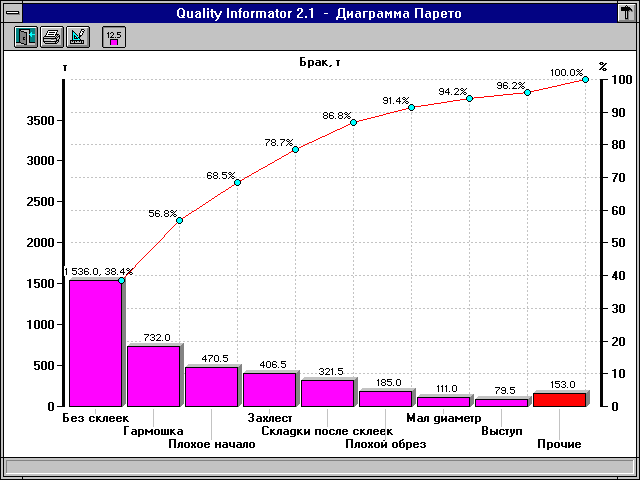 Quality Informator 2.1 - Диаграмма Парето
12.5
т
Брак, т
%
100.0%
100
96.2%
94.2%
91.4%
90
3500
86.8%
80
78.7%
3000
70
68.5%
2500
60
56.8%
2000
50
1500
1 536.0, 38.4%
40
1000
30
732.0
20
500
470.5
406.5
321.5
10
185.0
111.0
79.5
153.0
0
0
Без склеек
Захлест
Мал диаметр
Гармошка
Складки после склеек
Выступ
Плохое начало
Плохой обрез
Прочие